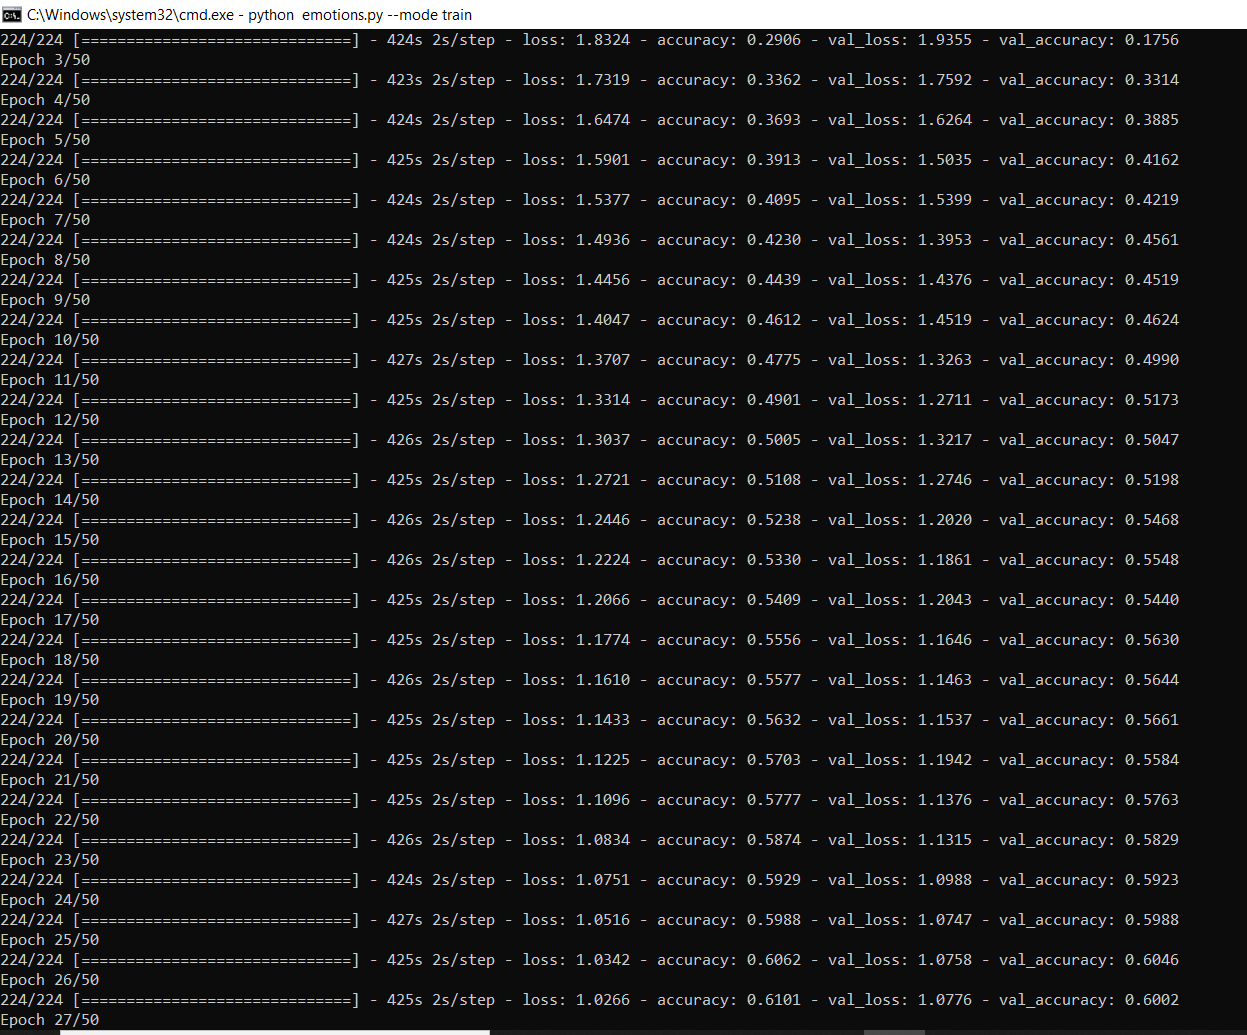 C:\Windows\system32\cmd.exe - python  emotions.py --mode train
224/224 [==============================] - 424s 2s/step - loss: 1.8324 - accuracy: 0.2906 - val_loss: 1.9355 - val_accuracy: 0.1756
Epoch 3/50
224/224 [==============================] - 423s 2s/step - loss: 1.7319 - accuracy: 0.3362 - val_loss: 1.7592 - val_accuracy: 0.3314
Epoch 4/50
224/224 [==============================] - 424s 2s/step - loss: 1.6474 - accuracy: 0.3693 - val_loss: 1.6264 - val_accuracy: 0.3885
Epoch 5/50
224/224 [==============================] - 425s 2s/step - loss: 1.5901 - accuracy: 0.3913 - val_loss: 1.5035 - val_accuracy: 0.4162
Epoch 6/50
224/224 [==============================] - 424s 2s/step - loss: 1.5377 - accuracy: 0.4095 - val_loss: 1.5399 - val_accuracy: 0.4219
Epoch 7/50
224/224 [==============================] - 424s 2s/step - loss: 1.4936 - accuracy: 0.4230 - val_loss: 1.3953 - val_accuracy: 0.4561
Epoch 8/50
224/224 [==============================] - 425s 2s/step - loss: 1.4456 - accuracy: 0.4439 - val_loss: 1.4376 - val_accuracy: 0.4519
Epoch 9/50
224/224 [==============================] - 425s 2s/step - loss: 1.4047 - accuracy: 0.4612 - val_loss: 1.4519 - val_accuracy: 0.4624
Epoch 10/50
224/224 [==============================] - 427s 2s/step - loss: 1.3707 - accuracy: 0.4775 - val_loss: 1.3263 - val_accuracy: 0.4990
Epoch 11/50
224/224 [==============================] - 425s 2s/step - loss: 1.3314 - accuracy: 0.4901 - val_loss: 1.2711 - val_accuracy: 0.5173
Epoch 12/50
224/224 [==============================] - 426s 2s/step - loss: 1.3037 - accuracy: 0.5005 - val_loss: 1.3217 - val_accuracy: 0.5047
Epoch 13/50
224/224 [==============================] - 425s 2s/step - loss: 1.2721 - accuracy: 0.5108 - val_loss: 1.2746 - val_accuracy: 0.5198
Epoch 14/50
224/224 [==============================] - 426s 2s/step - loss: 1.2446 - accuracy: 0.5238 - val_loss: 1.2020 - val_accuracy: 0.5468
Epoch 15/50
224/224 [==============================] - 426s 2s/step - loss: 1.2224 - accuracy: 0.5330 - val_loss: 1.1861 - val_accuracy: 0.5548
Epoch 16/50
224/224 [==============================] - 425s 2s/step - loss: 1.2066 - accuracy: 0.5409 - val_loss: 1.2043 - val_accuracy: 0.5440
Epoch 17/50
224/224 [==============================] - 425s 2s/step - loss: 1.1774 - accuracy: 0.5556 - val_loss: 1.1646 - val_accuracy: 0.5630
Epoch 18/50
224/224 [==============================] - 426s 2s/step - loss: 1.1610 - accuracy: 0.5577 - val_loss: 1.1463 - val_accuracy: 0.5644
Epoch 19/50
224/224 [==============================] - 425s 2s/step - loss: 1.1433 - accuracy: 0.5632 - val_loss: 1.1537 - val_accuracy: 0.5661
Epoch 20/50
224/224 [==============================] - 425s 2s/step - loss: 1.1225 - accuracy: 0.5703 - val_loss: 1.1942 - val_accuracy: 0.5584
Epoch 21/50
224/224 [==============================] - 425s 2s/step - loss: 1.1096 - accuracy: 0.5777 - val_loss: 1.1376 - val_accuracy: 0.5763
Epoch 22/50
224/224 [==============================] - 426s 2s/step - loss: 1.0834 - accuracy: 0.5874 - val_loss: 1.1315 - val_accuracy: 0.5829
Epoch 23/50
224/224 [==============================] - 424s 2s/step - loss: 1.0751 - accuracy: 0.5929 - val_loss: 1.0988 - val_accuracy: 0.5923
Epoch 24/50
224/224 [==============================] - 427s 2s/step - loss: 1.0516 - accuracy: 0.5988 - val_loss: 1.0747 - val_accuracy: 0.5988
Epoch 25/50
224/224 [==============================] - 425s 2s/step - loss: 1.0342 - accuracy: 0.6062 - val_loss: 1.0758 - val_accuracy: 0.6046
Epoch 26/50
224/224 [==============================] - 425s 2s/step - loss: 1.0266 - accuracy: 0.6101 - val_loss: 1.0776 - val_accuracy: 0.6002
Epoch 27/50